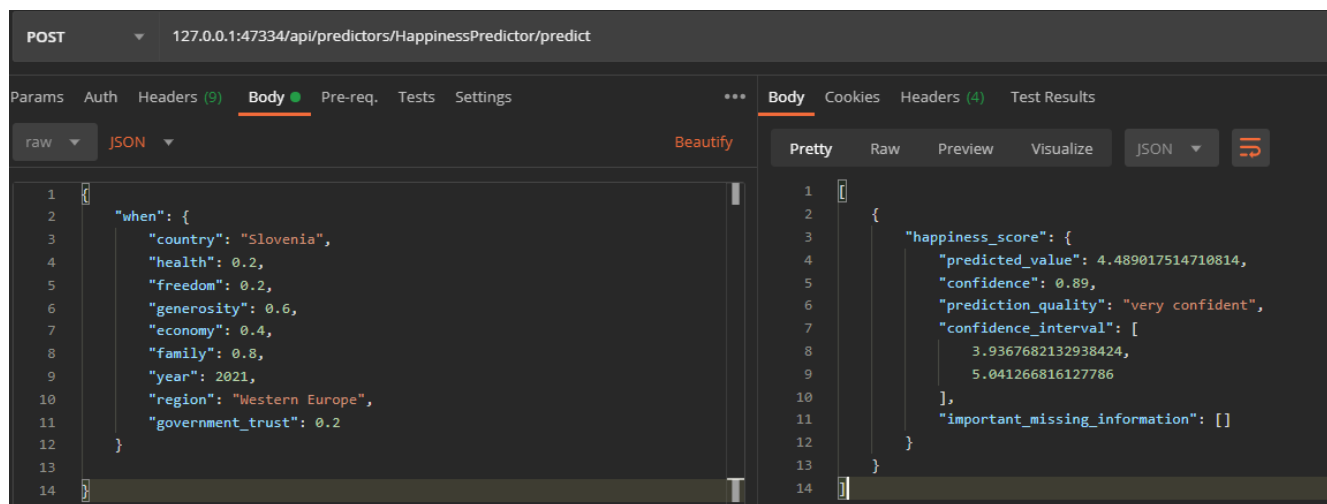 POST 127.0.0.1:47334/api/predictors/HappinessPredictor/predict
Params Auth Headers (9) Body Pre-req. Tests Settings •••
raw JSON Beautify
1 {
2 "when": {
3 "country": "Slovenia",
4 "health": 0.2,
5 "freedom": 0.2,
6 "generosity": 0.6,
7 "economy": 0.4,
8 "family": 0.8,
9 "year": 2021,
10 "region": "Western Europe",
11 "government_trust": 0.2
12 }
13
14 }
Body Cookies Headers (4) Test Results
Pretty Raw Preview Visualize JSON
1 [
2 {
3 "happiness_score": {
4 "predicted_value": 4.489017514710814,
5 "confidence": 0.89,
6 "prediction_quality": "very confident",
7 "confidence_interval": [
8 3.9367682132938424,
9 5.041266816127786
10 ],
11 "important_missing_information": []
12 }
13 }
14 ]